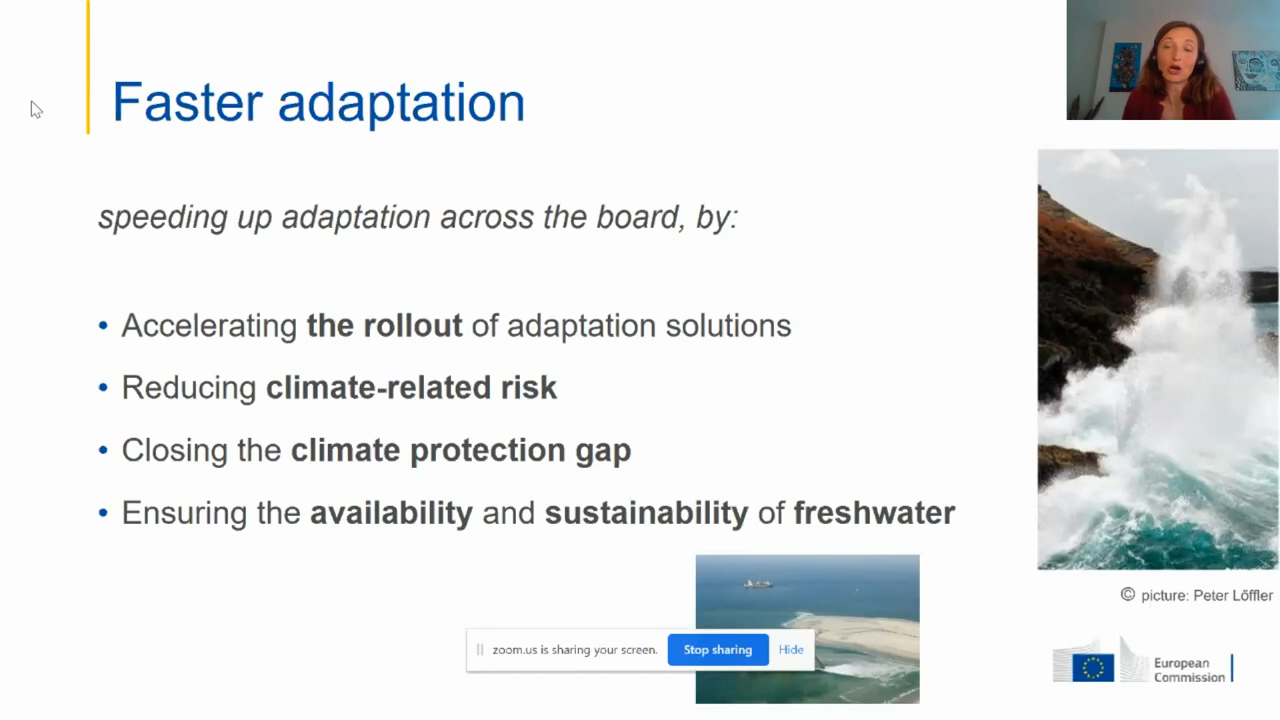 Faster adaptation
speeding up adaptation across the board, by:
• Accelerating the rollout of adaptation solutions
• Reducing climate-related risk
• Closing the climate protection gap
• Ensuring the availability and sustainability of freshwater
© picture: Peter Löffler
zoom.us is sharing your screen. Stop sharing Hide
European
Commission